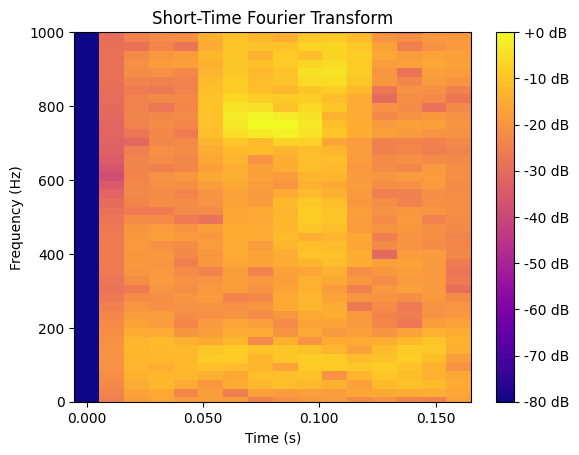 Short-Time Fourier Transform
1000
800
600
400
200
0
Frequency (Hz)
0.000
0.050
0.100
0.150
Time (s)
+0 dB
-10 dB
-20 dB
-30 dB
-40 dB
-50 dB
-60 dB
-70 dB
-80 dB